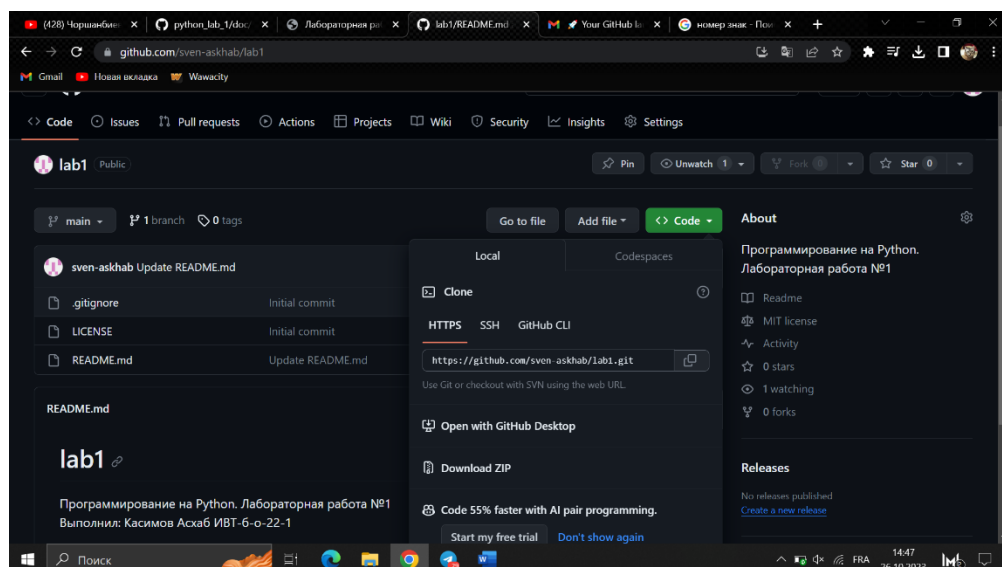 (428) Чоршанбиев
python_lab_1/doc/
Лабораторная раб
lab1/README.md
Your GitHub la
номер знак - Пои
github.com/sven-askhab/lab1
Gmail
Новая вкладка
Wawacity
Code
Issues
Pull requests
Actions
Projects
Wiki
Security
Insights
Settings
lab1 Public
Pin
Unwatch 1
Fork 0
Star 0
main
1 branch
0 tags
Go to file
Add file
Code
sven-askhab Update README.md
.gitignore Initial commit
LICENSE Initial commit
README.md Update README.md
README.md
lab1
Программирование на Python. Лабораторная работа №1
Выполнил: Касимов Асхаб ИВТ-б-о-22-1
Local
Codespaces
Clone
HTTPS SSH GitHub CLI
https://github.com/sven-askhab/lab1.git
Use Git or checkout with SVN using the web URL.
Open with GitHub Desktop
Download ZIP
Code 55% faster with AI pair programming.
Start my free trial
Don't show again
About
Программирование на Python.
Лабораторная работа №1
Readme
MIT license
Activity
0 stars
1 watching
0 forks
Releases
No releases published
Create a new release
Поиск
FRA
14:47
26.10.2023